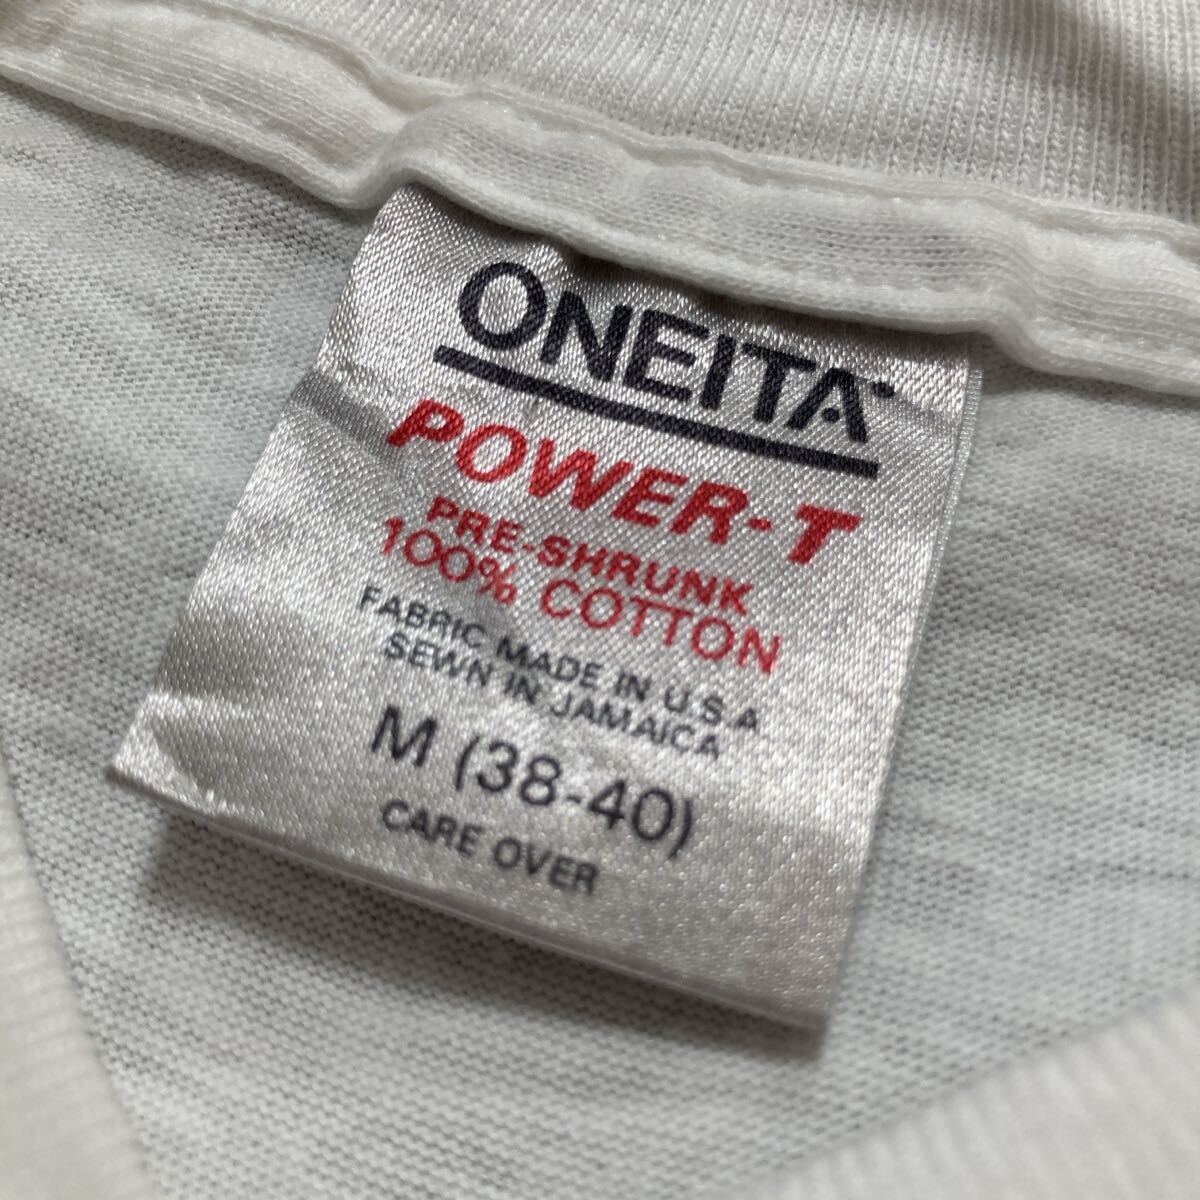 ONEITA
POWER-T
PRE-SHRUNK
100% COTTON
FABRIC MADE IN U.S.A
SEWN IN JAMAICA
M (38-40)
CARE OVER